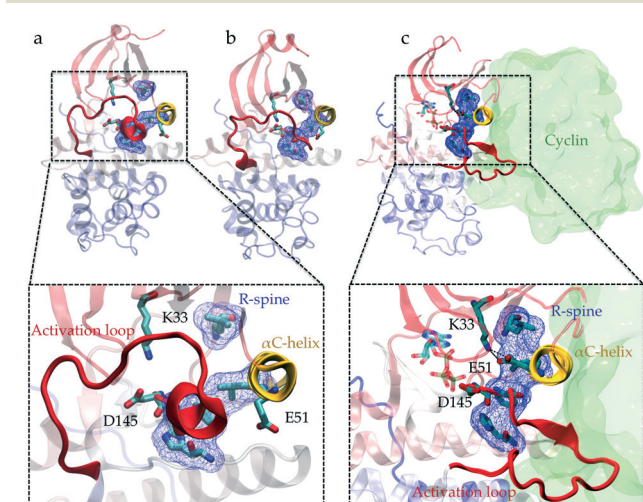 a
b
c
Cyclin
K33
R-spine
Activation loop
αC-helix
D145
E51
R-spine
K33
αC-helix
E51
D145
Activation loop